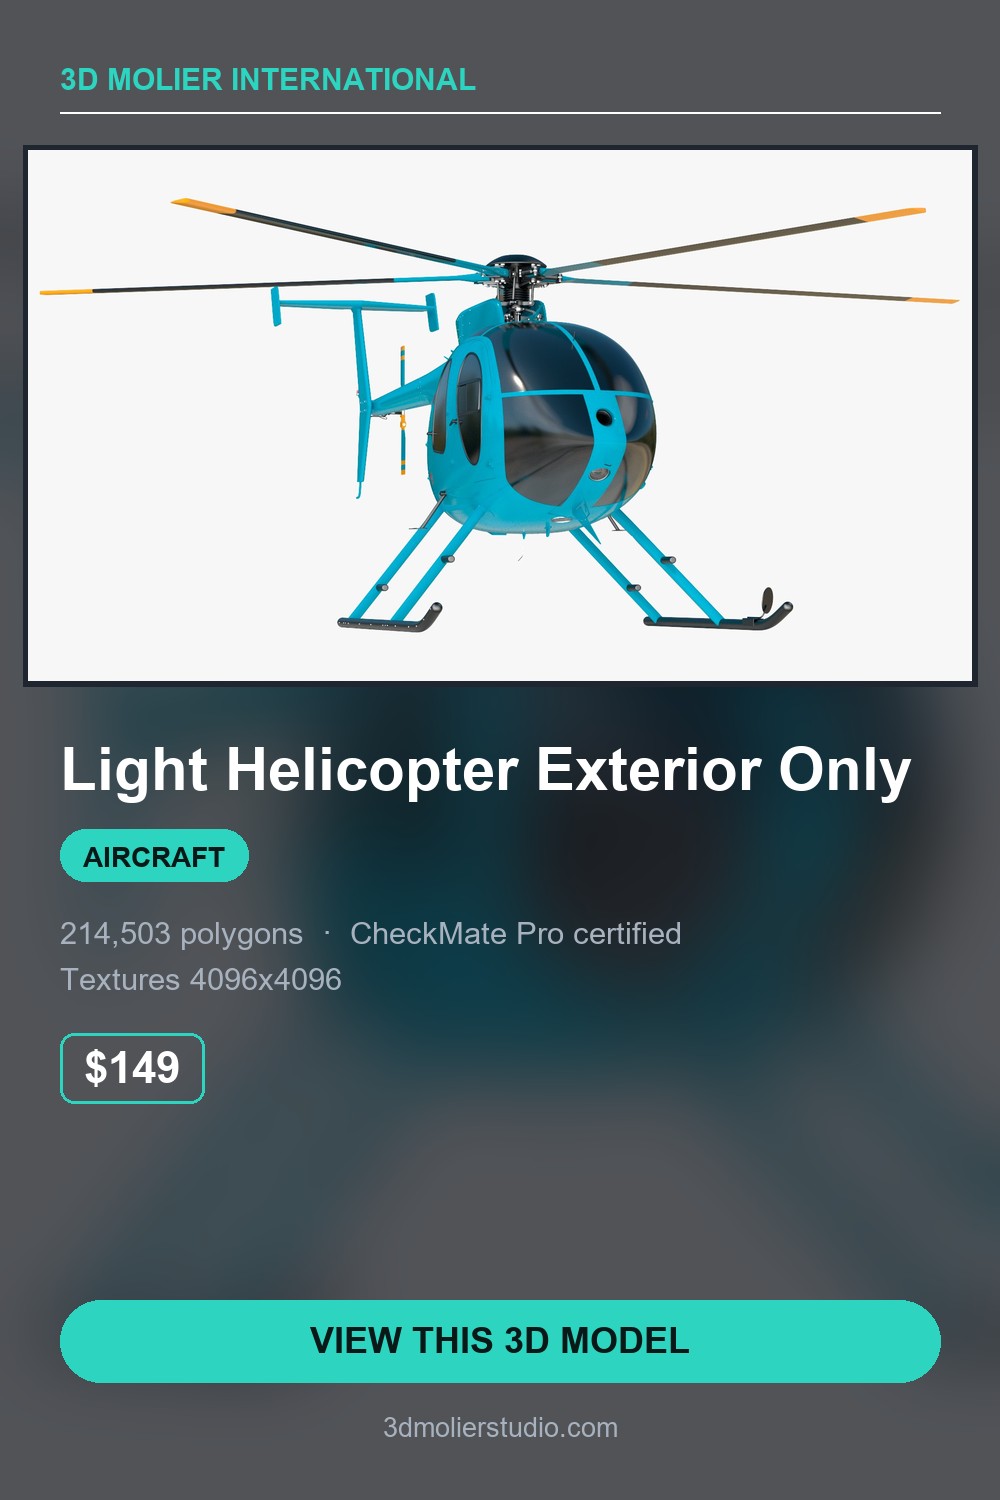 3D MOLIER INTERNATIONAL
Light Helicopter Exterior Only
AIRCRAFT
214,503 polygons · CheckMate Pro certified
Textures 4096x4096
$149
VIEW THIS 3D MODEL
3dmolierstudio.com